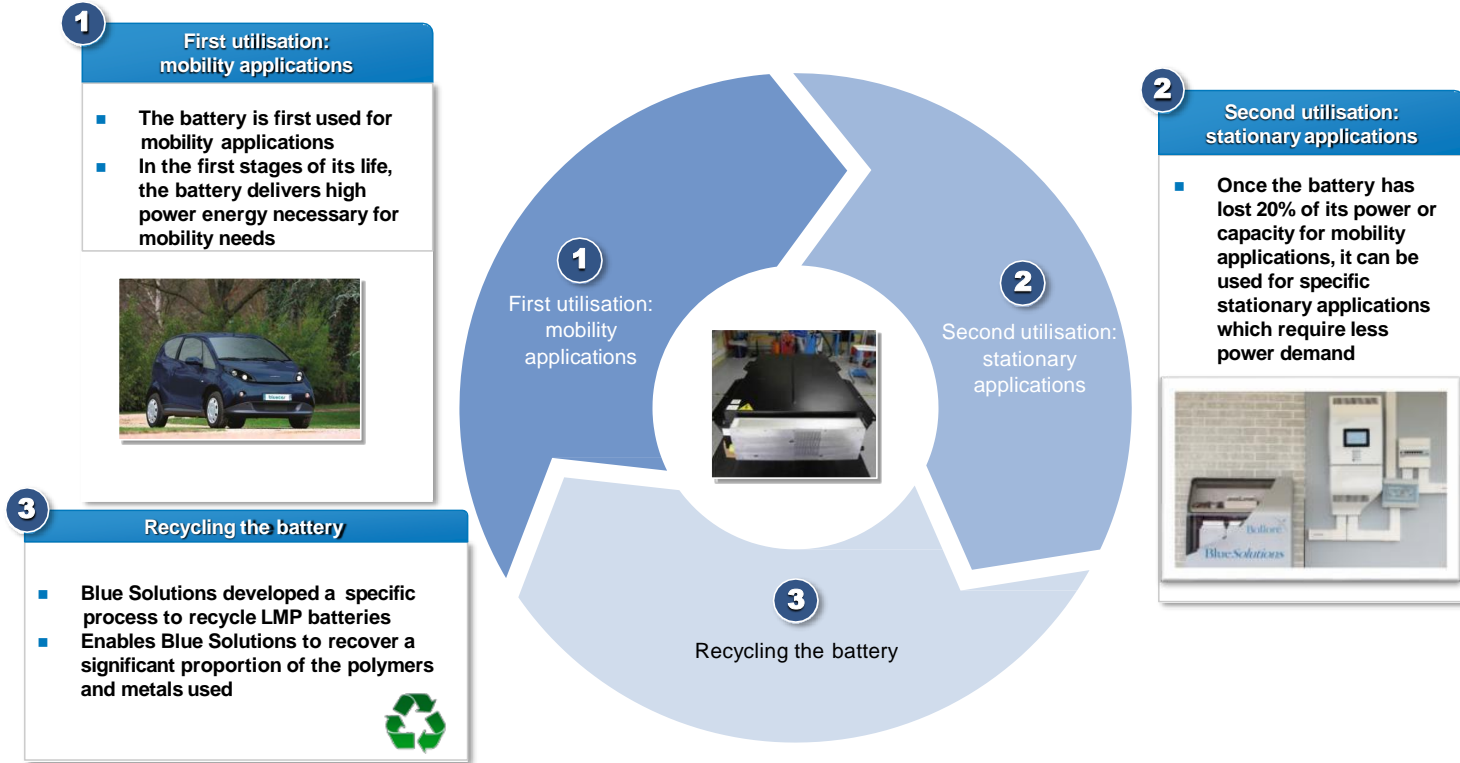 1
First utilisation:
mobility applications
The battery is first used for
mobility applications
In the first stages of its life,
the battery delivers high
power energy necessary for
mobility needs
1
First utilisation:
mobility
applications
2
Second utilisation:
stationary
applications
3
Recycling the battery
2
Second utilisation:
stationary applications
Once the battery has
lost 20% of its power or
capacity for mobility
applications, it can be
used for specific
stationary applications
which require less
power demand
Bolloré
BlueSolutions
3
Recycling the battery
Blue Solutions developed a specific
process to recycle LMP batteries
Enables Blue Solutions to recover a
significant proportion of the polymers
and metals used